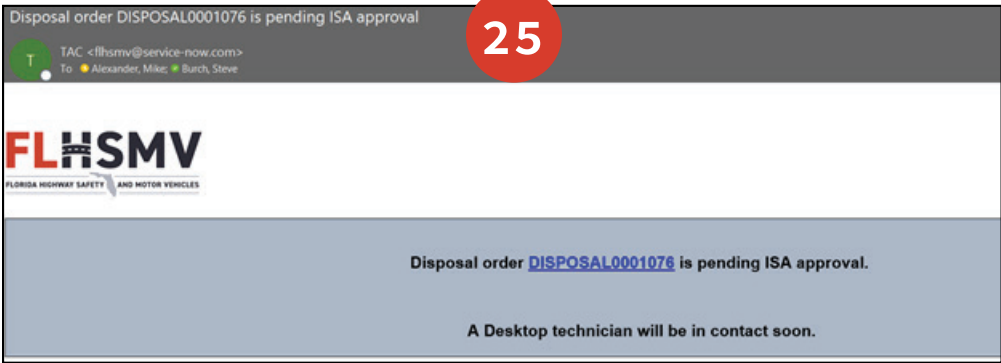 Disposal order DISPOSAL0001076 is pending ISA approval
25
T
TAC <flhsmv@service-now.com>
To Alexander, Mike; Burch, Steve
FLHSMV
FLORIDA HIGHWAY SAFETY AND MOTOR VEHICLES
Disposal order DISPOSAL0001076 is pending ISA approval.
A Desktop technician will be in contact soon.